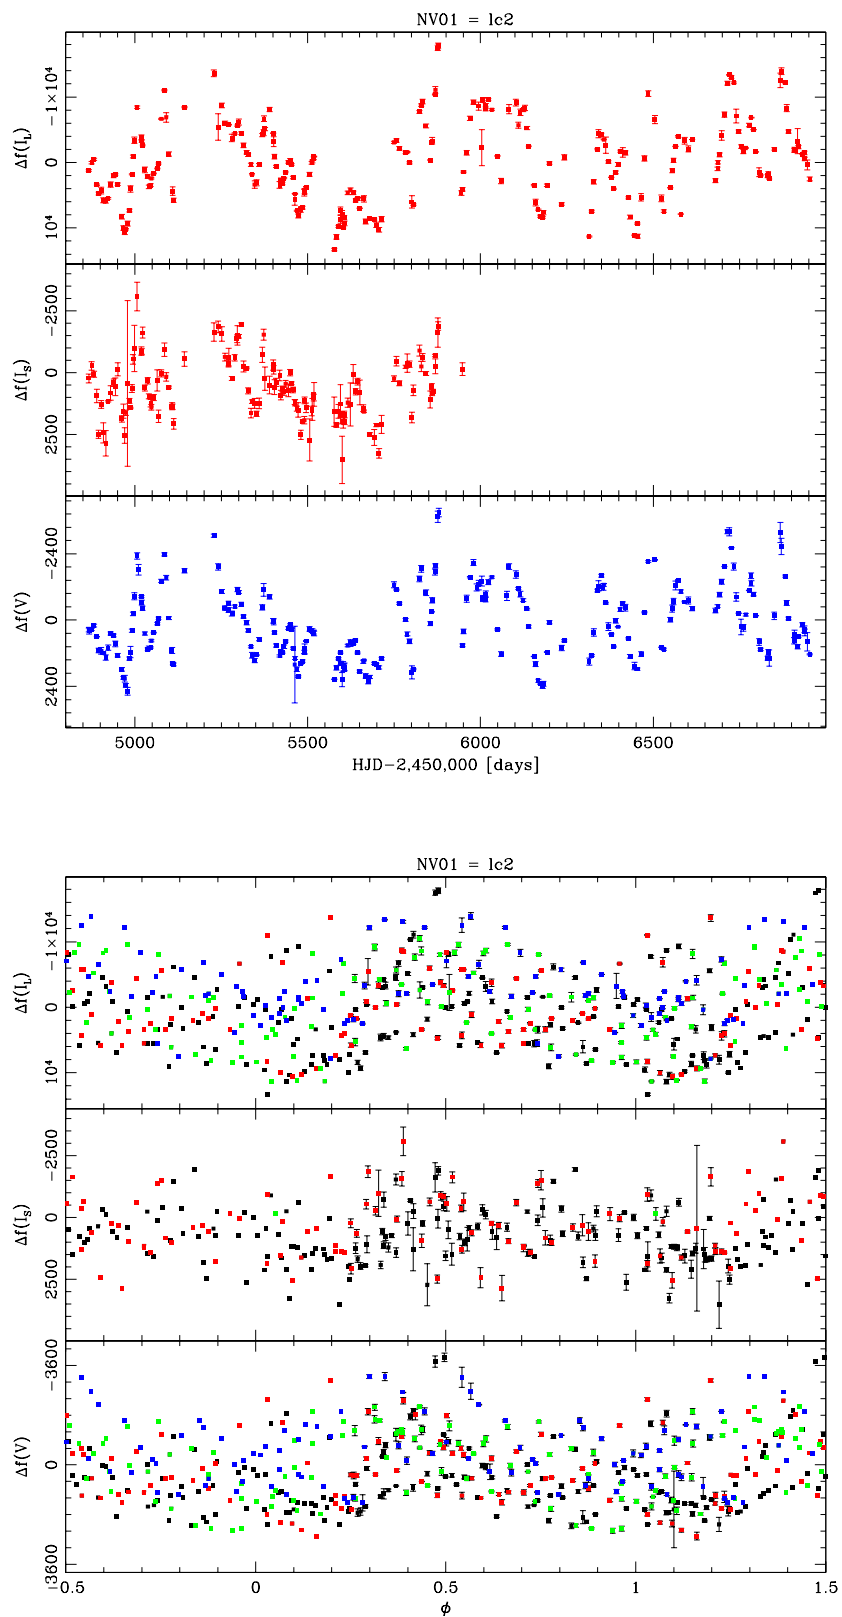 NV01 = lc2
−1×10⁴
0
10⁴
Δf(I_L)
−2500
0
2500
Δf(I_S)
−2400
0
2400
Δf(V)
5000 5500 6000 6500
HJD−2,450,000 [days]
NV01 = lc2
−1×10⁴
0
10⁴
Δf(I_L)
−2500
0
2500
Δf(I_S)
−3600
0
3600
Δf(V)
−0.5 0 0.5 1 1.5
ϕ